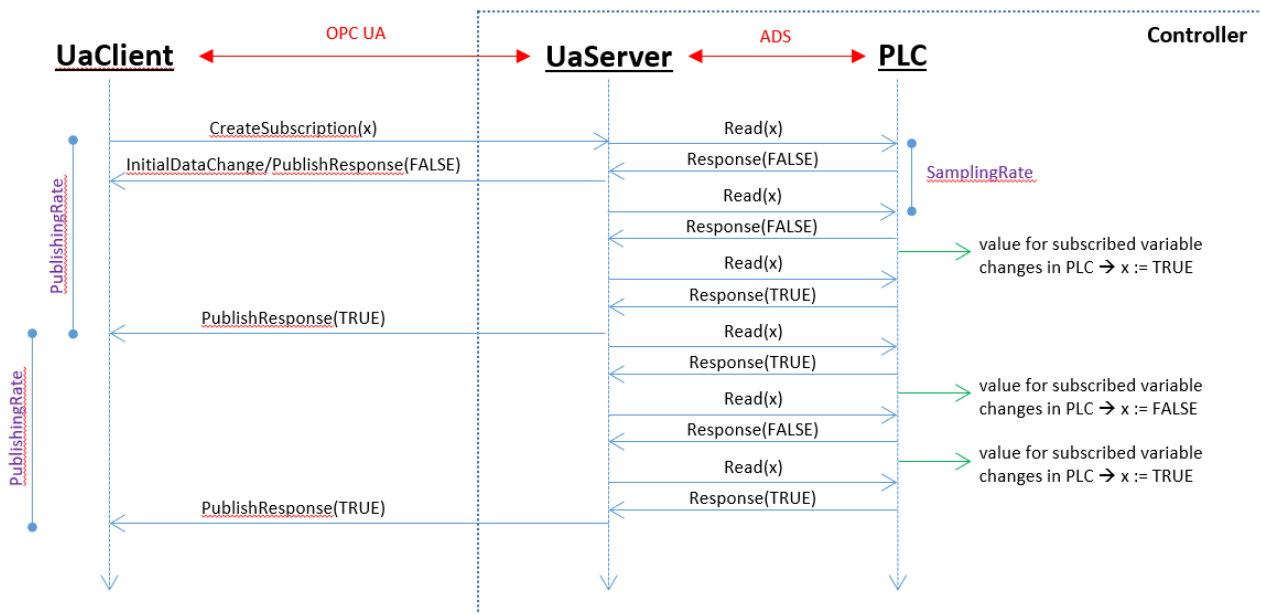 OPC UA
ADS
Controller
UaClient
UaServer
PLC
CreateSubscription(x)
Read(x)
InitialDataChange/PublishResponse(FALSE)
Response(FALSE)
SamplingRate
PublishingRate
Read(x)
Response(FALSE)
value for subscribed variable
changes in PLC → x := TRUE
Read(x)
Response(TRUE)
PublishResponse(TRUE)
Read(x)
Response(TRUE)
value for subscribed variable
changes in PLC → x := FALSE
PublishingRate
Read(x)
Response(FALSE)
value for subscribed variable
changes in PLC → x := TRUE
Read(x)
Response(TRUE)
PublishResponse(TRUE)